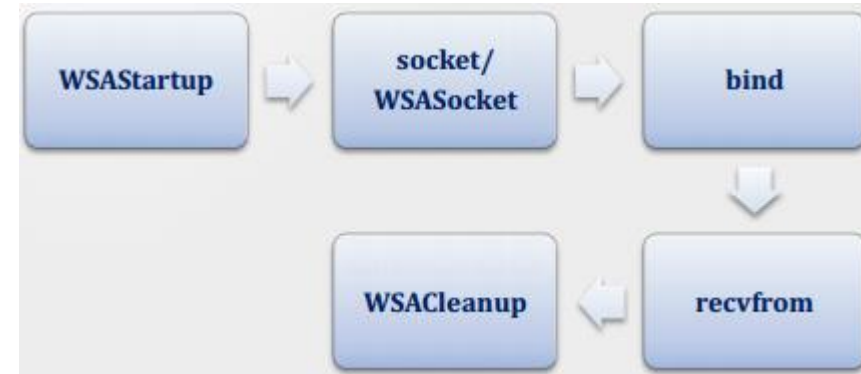 WSAStartup
socket/
WSASocket
bind
recvfrom
WSACleanup